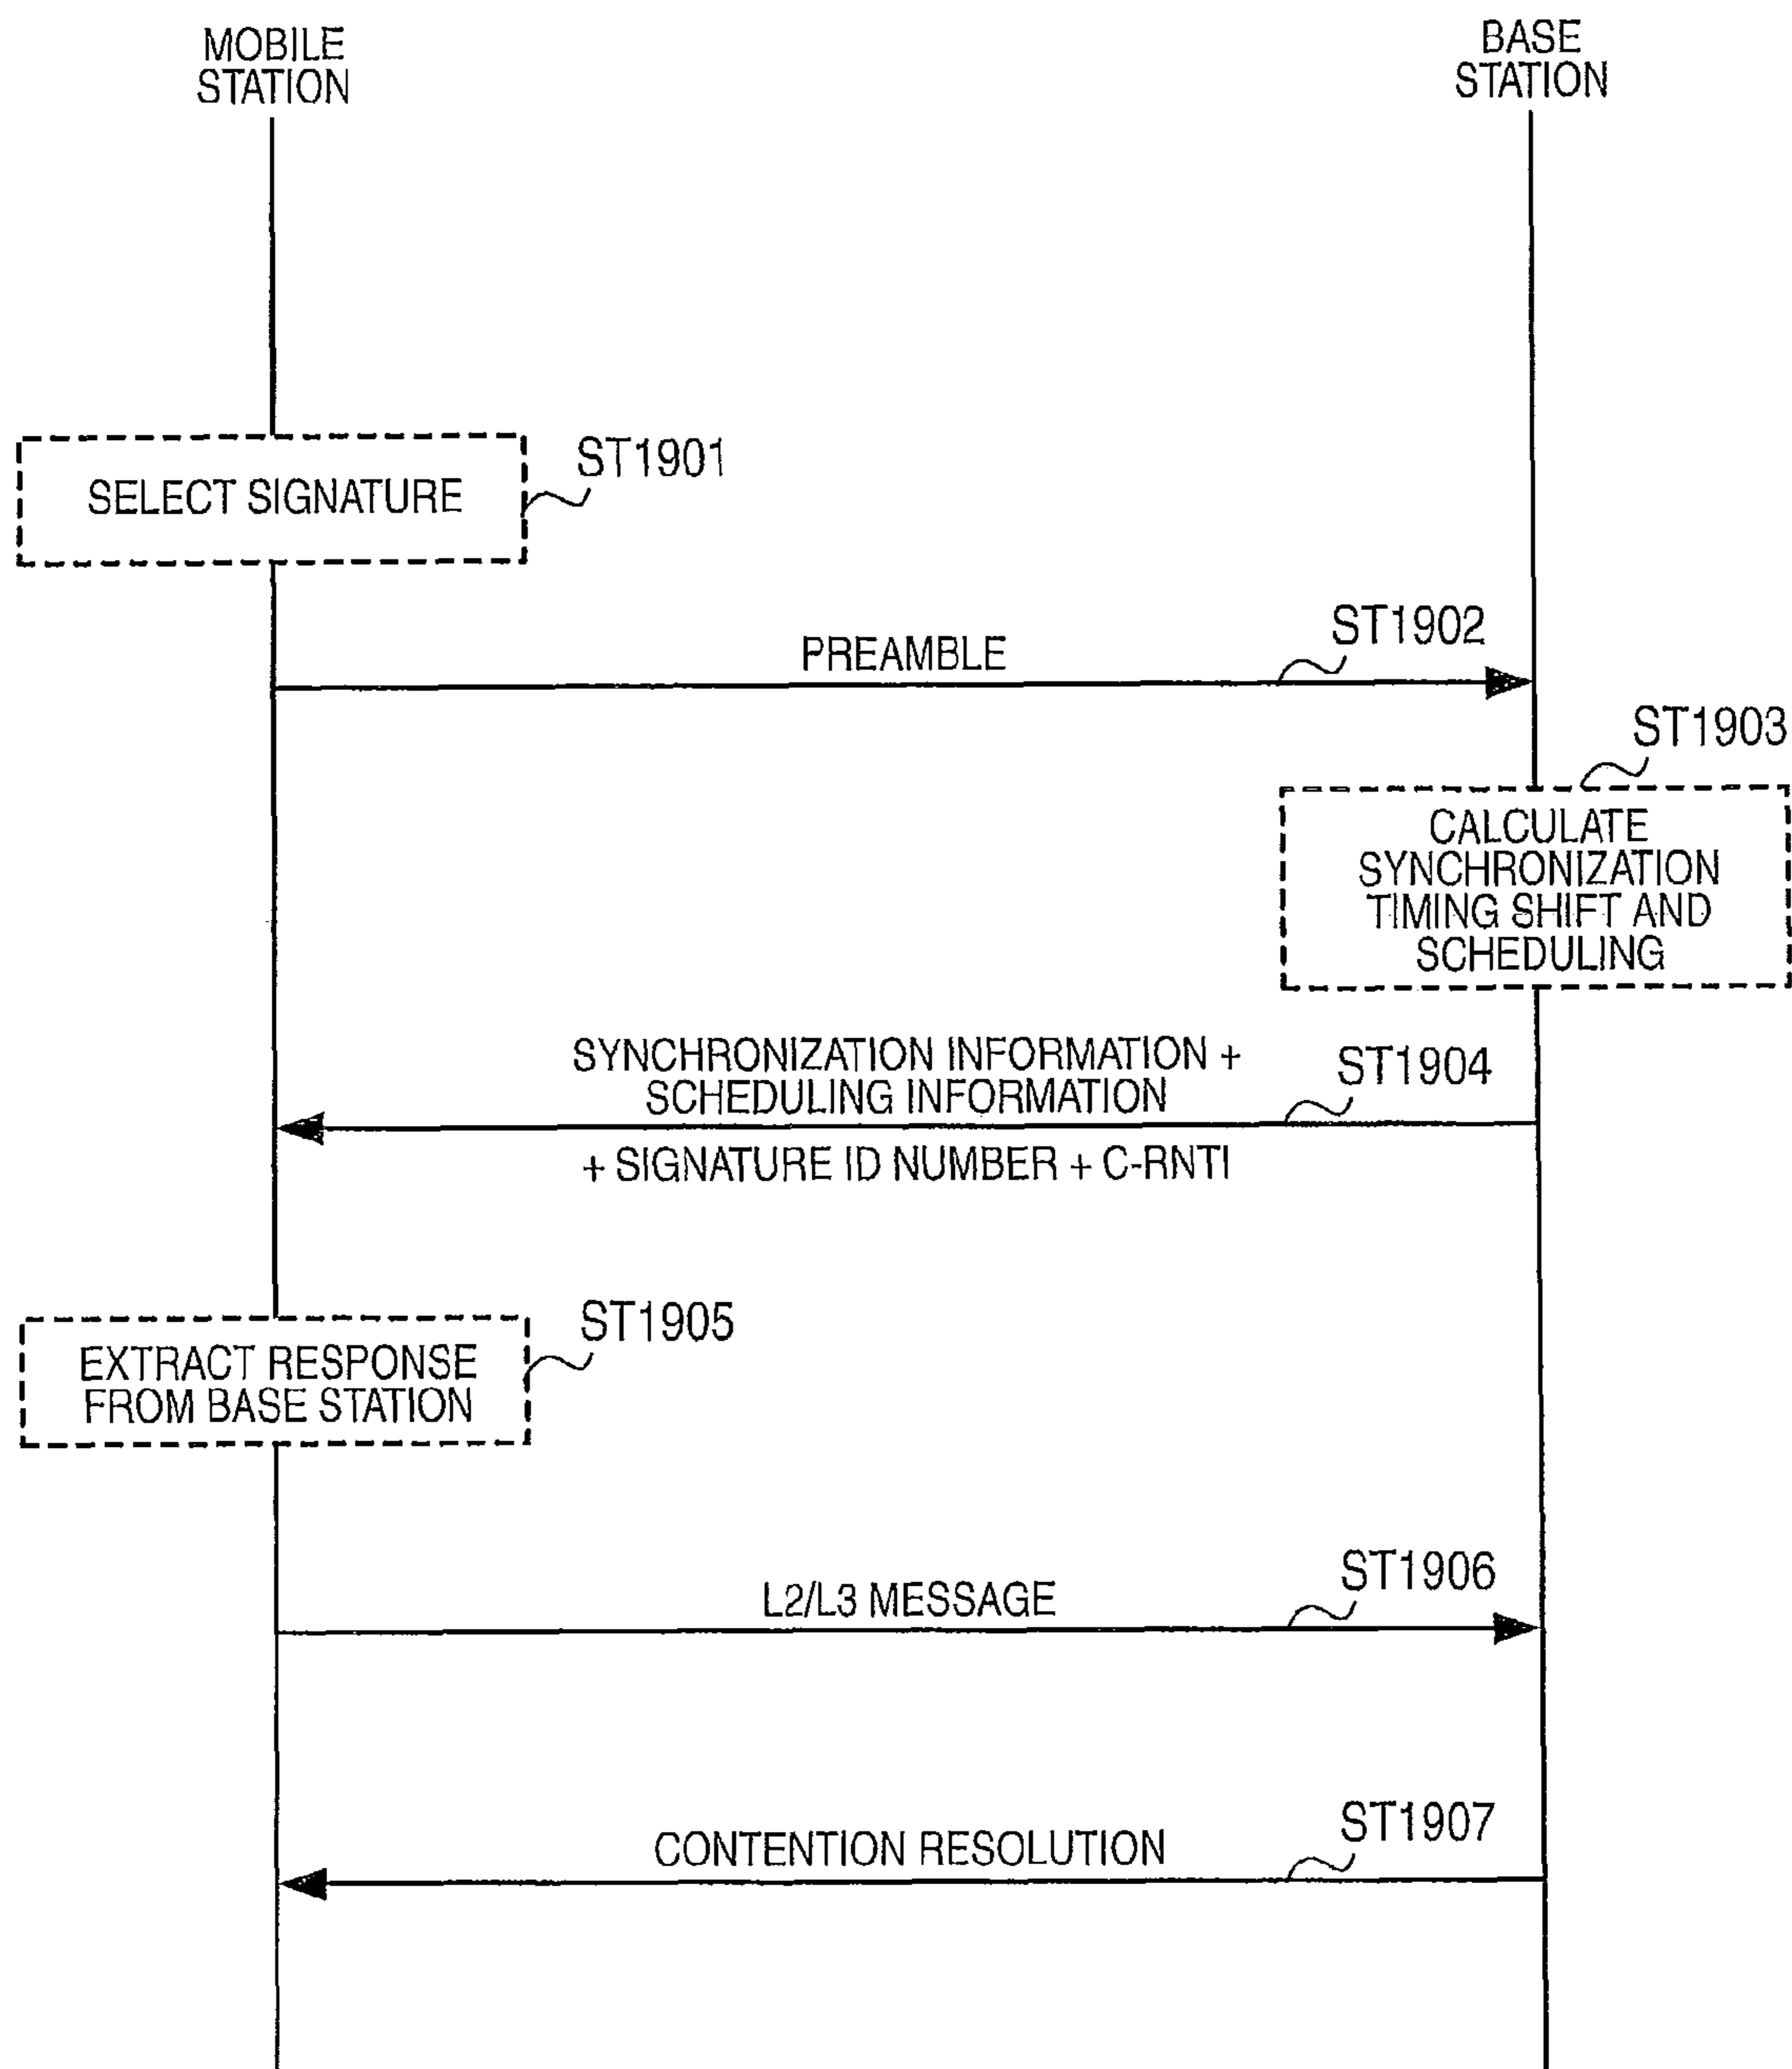 MOBILE
STATION
BASE
STATION
SELECT SIGNATURE
ST1901
PREAMBLE
ST1902
ST1903
CALCULATE
SYNCHRONIZATION
TIMING SHIFT AND
SCHEDULING
SYNCHRONIZATION INFORMATION +
SCHEDULING INFORMATION
ST1904
+ SIGNATURE ID NUMBER + C-RNTI
EXTRACT RESPONSE
FROM BASE STATION
ST1905
L2/L3 MESSAGE
ST1906
CONTENTION RESOLUTION
ST1907